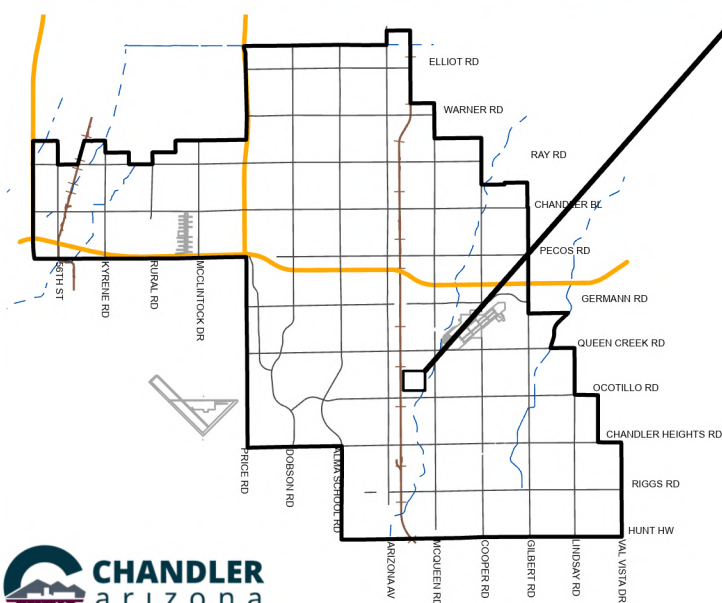 ELLIOT RD
WARNER RD
RAY RD
CHANDLER BL
PECOS RD
GERMANN RD
QUEEN CREEK RD
OCOTILLO RD
CHANDLER HEIGHTS RD
RIGGS RD
HUNT HW
56TH ST
KYRENE RD
RURAL RD
MCCLINTOCK DR
PRICE RD
DOBSON RD
ALMA SCHOOL RD
ARIZONA AV
MCQUEEN RD
COOPER RD
GILBERT RD
LINDSAY RD
VAL VISTA DR
CHANDLER
arizona